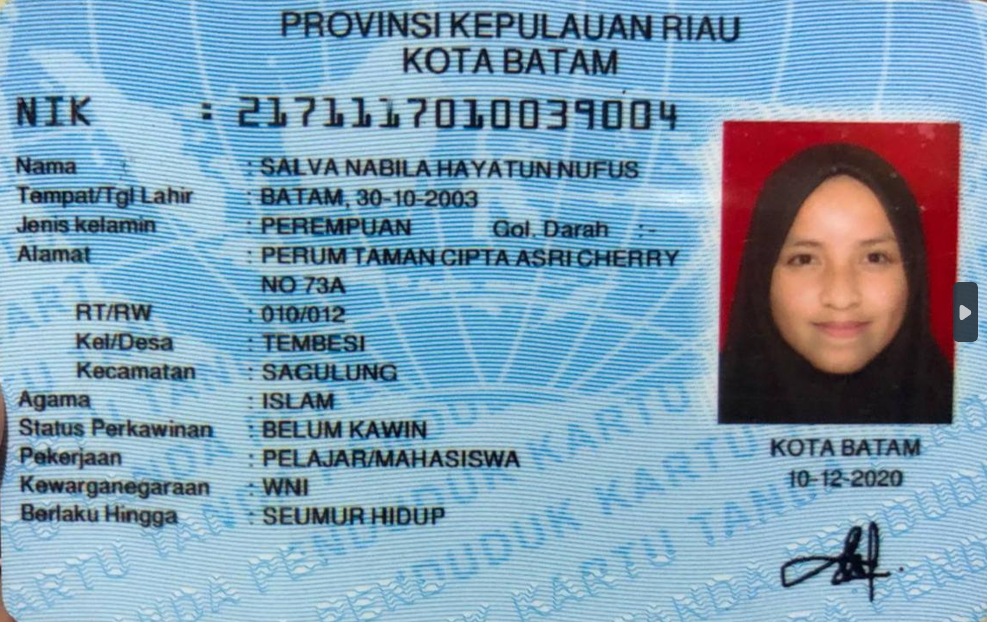 PROVINSI KEPULAUAN RIAU
KOTA BATAM
NIK : 2171117010039004
Nama : SALVA NABILA HAYATUN NUFUS
Tempat/Tgl Lahir : BATAM, 30-10-2003
Jenis kelamin : PEREMPUAN Gol. Darah : -
Alamat : PERUM TAMAN CIPTA ASRI CHERRY
NO 73A
RT/RW : 010/012
Kel/Desa : TEMBESI
Kecamatan : SAGULUNG
Agama : ISLAM
Status Perkawinan : BELUM KAWIN
Pekerjaan : PELAJAR/MAHASISWA
Kewarganegaraan : WNI
Berlaku Hingga : SEUMUR HIDUP
KOTA BATAM
10-12-2020